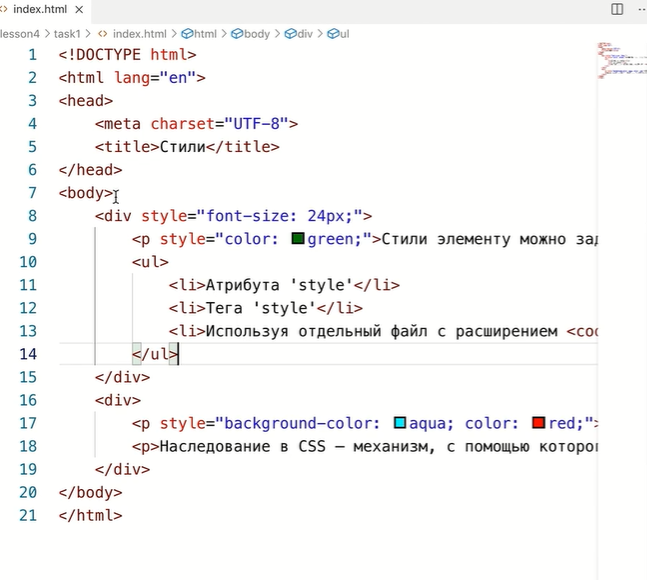 index.html ×
lesson4 > task1 > <> index.html > html > body > div > ul
1 <!DOCTYPE html>
2 <html lang="en">
3 <head>
4 <meta charset="UTF-8">
5 <title>Стили</title>
6 </head>
7 <body>
8 <div style="font-size: 24px;">
9 <p style="color: green;">Стили элементу можно
10 <ul>
11 <li>Атрибута 'style'</li>
12 <li>Тега 'style'</li>
13 <li>Используя отдельный файл с расширением
14 </ul>
15 </div>
16 <div>
17 <p style="background-color: aqua; color: red;">
18 <p>Наследование в CSS – механизм, с помощью
19 </div>
20 </body>
21 </html>